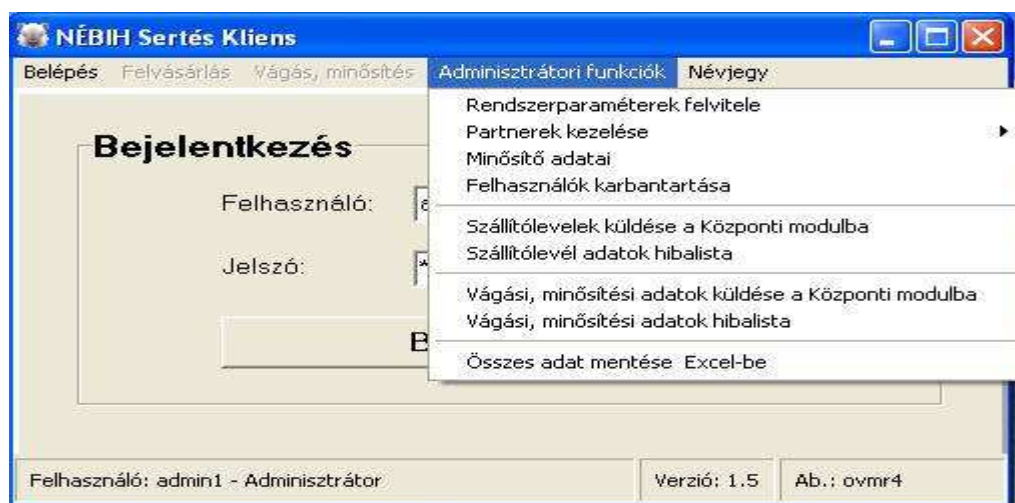 NÉBIH Sertés Kliens
Belépés Felvásárlás Vágás, minősítés Adminisztrátori funkciók Névjegy
Rendszerparaméterek felvitele
Partnerek kezelése
Minősítő adatai
Felhasználók karbantartása
Szállítólevelek küldése a Központi modulba
Szállítólevél adatok hibalista
Vágási, minősítési adatok küldése a Központi modulba
Vágási, minősítési adatok hibalista
Összes adat mentése Excel-be
Bejelentkezés
Felhasználó:
Jelszó: *
B
Felhasználó: admin1 - Adminisztrátor Verzió: 1.5 Ab.: ovmr4